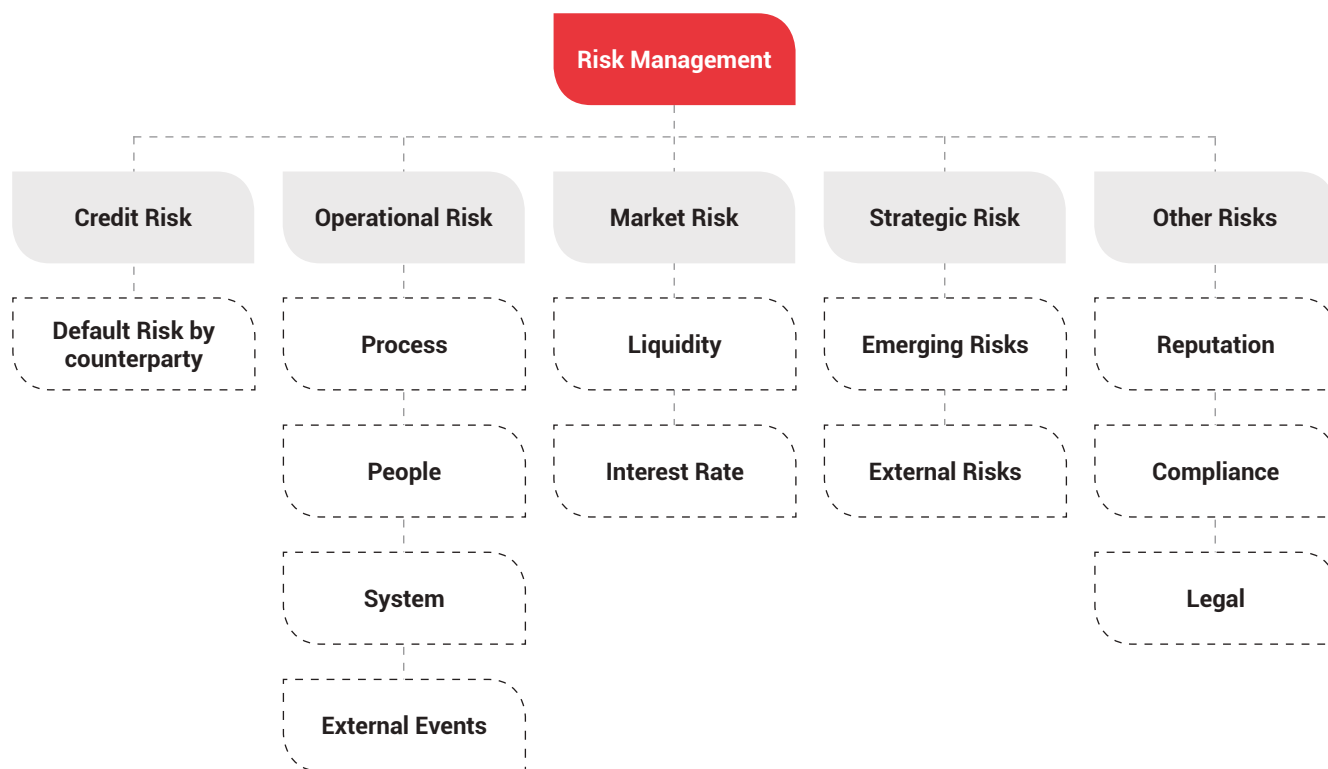 Risk Management
Credit Risk
Operational Risk
Market Risk
Strategic Risk
Other Risks
Default Risk by
counterparty
Process
Liquidity
Emerging Risks
Reputation
People
Interest Rate
External Risks
Compliance
System
Legal
External Events